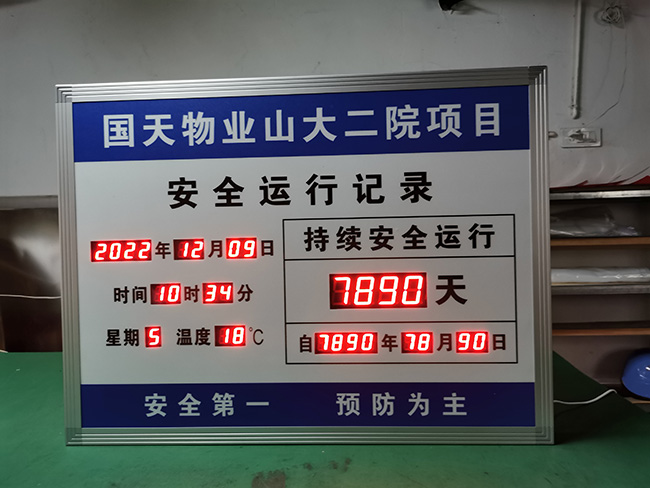 国天物业山大二院项目
安全运行记录
2022年12月09日
时间10时34分
星期5 温度18℃
持续安全运行
7890天
自7890年78月90日
安全第一 预防为主